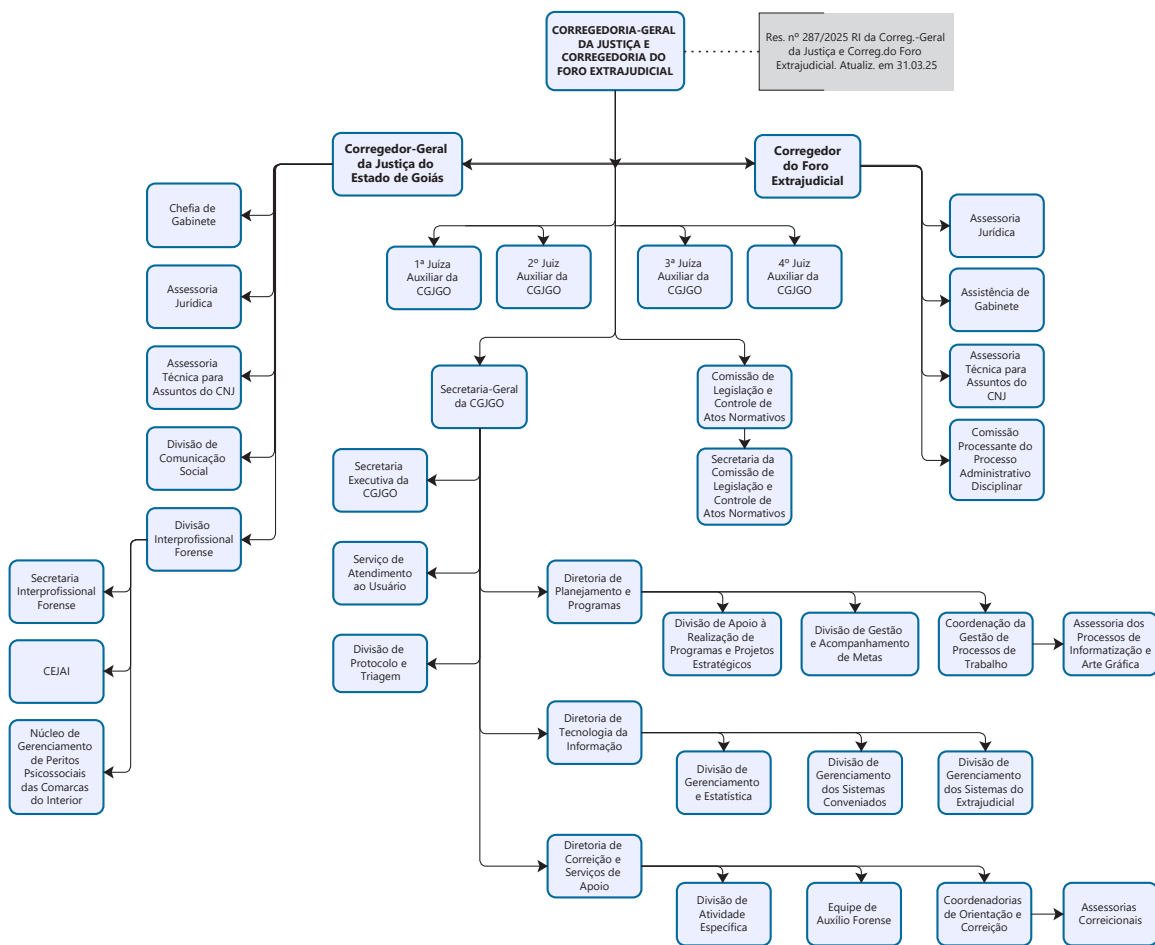 CORREGEDORIA-GERAL
DA JUSTIÇA E
CORREGEDORIA DO
FORO EXTRAJUDICIAL
Res. nº 287/2025 RI da Correg.-Geral
da Justiça e Correg.do Foro
Extrajudicial. Atualiz. em 31.03.25
Corregedor-Geral
da Justiça do
Estado de Goiás
Corregedor
do Foro
Extrajudicial
Chefia de
Gabinete
Assessoria
Jurídica
Assessoria
Técnica para
Assuntos do CNJ
Divisão de
Comunicação
Social
Divisão
Interprofissional
Forense
Secretaria
Interprofissional
Forense
CEJAI
Núcleo de
Gerenciamento
de Peritos
Psicossociais
das Comarcas
do Interior
1ª Juíza
Auxiliar da
CGJGO
2º Juiz
Auxiliar da
CGJGO
3ª Juíza
Auxiliar da
CGJGO
4º Juiz
Auxiliar da
CGJGO
Assessoria
Jurídica
Assistência de
Gabinete
Assessoria
Técnica para
Assuntos do
CNJ
Comissão
Processante do
Processo
Administrativo
Disciplinar
Secretaria-Geral
da CGJGO
Comissão de
Legislação e
Controle de
Atos Normativos
Secretaria da
Comissão de
Legislação e
Controle de
Atos Normativos
Secretaria
Executiva da
CGJGO
Serviço de
Atendimento
ao Usuário
Divisão de
Protocolo e
Triagem
Diretoria de
Planejamento e
Programas
Divisão de Apoio à
Realização de
Programas e Projetos
Estratégicos
Divisão de Gestão
e Acompanhamento
de Metas
Coordenação da
Gestão de
Processos de
Trabalho
Assessoria dos
Processos de
Informatização e
Arte Gráfica
Diretoria de
Tecnologia da
Informação
Divisão de
Gerenciamento
e Estatística
Divisão de
Gerenciamento
dos Sistemas
Conveniados
Divisão de
Gerenciamento
dos Sistemas do
Extrajudicial
Diretoria de
Correição e
Serviços de
Apoio
Divisão de
Atividade
Específica
Equipe de
Auxílio Forense
Coordenadorias
de Orientação e
Correição
Assessorias
Correicionais